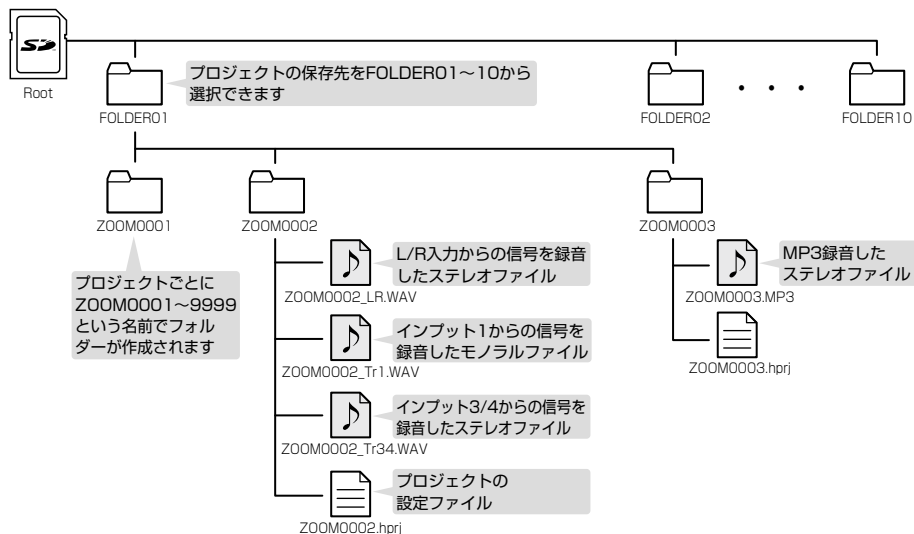 SD
Root
プロジェクトの保存先をFOLDER01～10から
選択できます
FOLDER01
FOLDER02
・・・
FOLDER10
ZOOM0001
ZOOM0002
ZOOM0003
プロジェクトごとに
ZOOM0001～9999
という名前でフォル
ダーが作成されます
L/R入力からの信号を録音
したステレオファイル
ZOOM0002_LR.WAV
インプット1からの信号を
録音したモノラルファイル
ZOOM0002_Tr1.WAV
インプット3/4からの信号を
録音したステレオファイル
ZOOM0002_Tr34.WAV
プロジェクトの
設定ファイル
ZOOM0002.hprj
MP3録音した
ステレオファイル
ZOOM0003.MP3
ZOOM0003.hprj